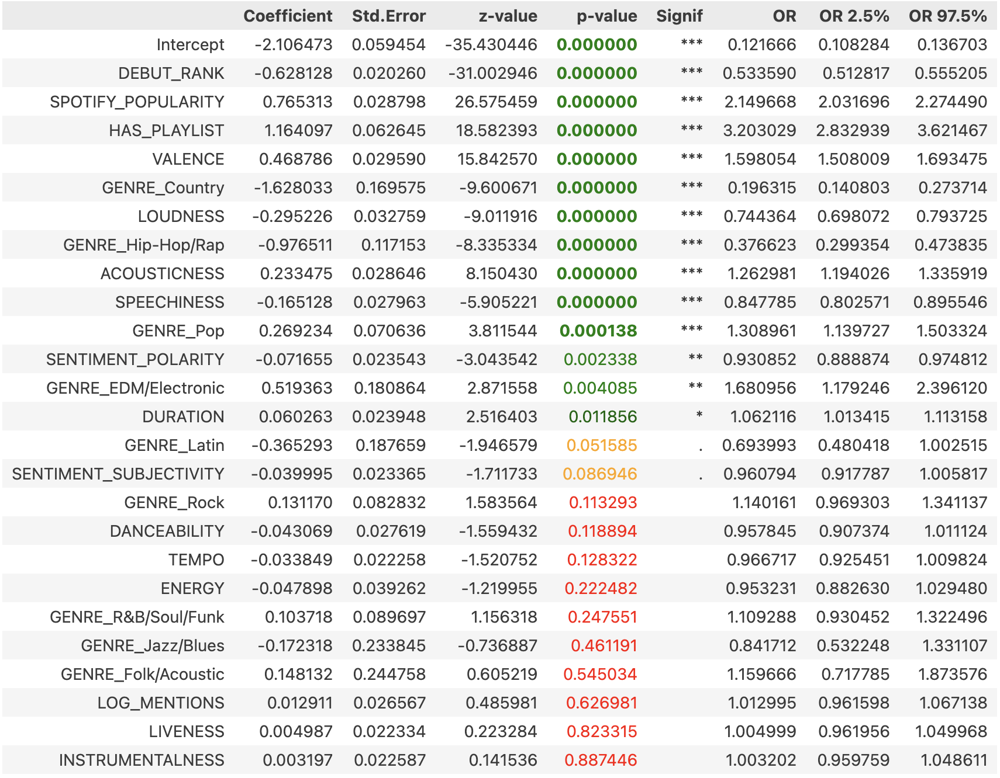 Coefficient Std.Error z-value p-value Signif OR OR 2.5% OR 97.5%
Intercept -2.106473 0.059454 -35.430446 0.000000 *** 0.121666 0.108284 0.136703
DEBUT_RANK -0.628128 0.020260 -31.002946 0.000000 *** 0.533590 0.512817 0.555205
SPOTIFY_POPULARITY 0.765313 0.028798 26.575459 0.000000 *** 2.149668 2.031696 2.274490
HAS_PLAYLIST 1.164097 0.062645 18.582393 0.000000 *** 3.203029 2.832939 3.621467
VALENCE 0.468786 0.029590 15.842570 0.000000 *** 1.598054 1.508009 1.693475
GENRE_Country -1.628033 0.169575 -9.600671 0.000000 *** 0.196315 0.140803 0.273714
LOUDNESS -0.295226 0.032759 -9.011916 0.000000 *** 0.744364 0.698072 0.793725
GENRE_Hip-Hop/Rap -0.976511 0.117153 -8.335334 0.000000 *** 0.376623 0.299354 0.473835
ACOUSTICNESS 0.233475 0.028646 8.150430 0.000000 *** 1.262981 1.194026 1.335919
SPEECHINESS -0.165128 0.027963 -5.905221 0.000000 *** 0.847785 0.802571 0.895546
GENRE_Pop 0.269234 0.070636 3.811544 0.000138 *** 1.308961 1.139727 1.503324
SENTIMENT_POLARITY -0.071655 0.023543 -3.043542 0.002338 ** 0.930852 0.888874 0.974812
GENRE_EDM/Electronic 0.519363 0.180864 2.871558 0.004085 ** 1.680956 1.179246 2.396120
DURATION 0.060263 0.023948 2.516403 0.011856 * 1.062116 1.013415 1.113158
GENRE_Latin -0.365293 0.187659 -1.946579 0.051585 . 0.693993 0.480418 1.002515
SENTIMENT_SUBJECTIVITY -0.039995 0.023365 -1.711733 0.086946 . 0.960794 0.917787 1.005817
GENRE_Rock 0.131170 0.082832 1.583564 0.113293 1.140161 0.969303 1.341137
DANCEABILITY -0.043069 0.027619 -1.559432 0.118894 0.957845 0.907374 1.011124
TEMPO -0.033849 0.022258 -1.520752 0.128322 0.966717 0.925451 1.009824
ENERGY -0.047898 0.039262 -1.219955 0.222482 0.953231 0.882630 1.029480
GENRE_R&B/Soul/Funk 0.103718 0.089697 1.156318 0.247551 1.109288 0.930452 1.322496
GENRE_Jazz/Blues -0.172318 0.233845 -0.736887 0.461191 0.841712 0.532248 1.331107
GENRE_Folk/Acoustic 0.148132 0.244758 0.605219 0.545034 1.159666 0.717785 1.873576
LOG_MENTIONS 0.012911 0.026567 0.485981 0.626981 1.012995 0.961598 1.067138
LIVENESS 0.004987 0.022334 0.223284 0.823315 1.004999 0.961956 1.049968
INSTRUMENTALNESS 0.003197 0.022587 0.141536 0.887446 1.003202 0.959759 1.048611